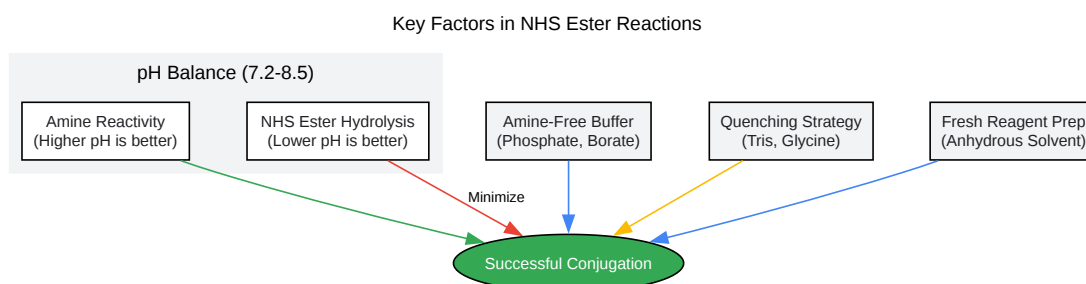 Key Factors in NHS Ester Reactions
pH Balance (7.2-8.5)
Amine Reactivity
(Higher pH is better)
NHS Ester Hydrolysis
(Lower pH is better)
Amine-Free Buffer
(Phosphate, Borate)
Quenching Strategy
(Tris, Glycine)
Fresh Reagent Prep
(Anhydrous Solvent)
Minimize
Successful Conjugation